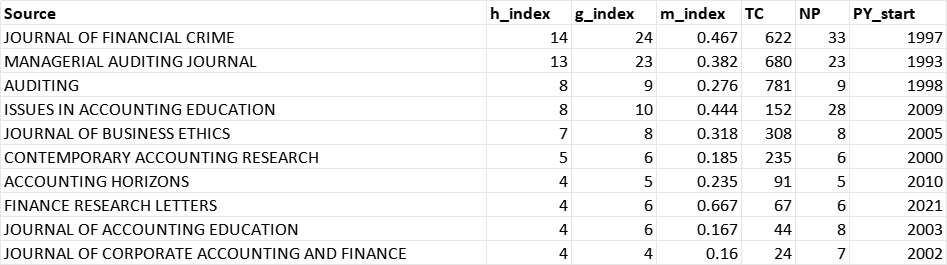 Source h_index g_index m_index TC NP PY_start
JOURNAL OF FINANCIAL CRIME 14 24 0.467 622 33 1997
MANAGERIAL AUDITING JOURNAL 13 23 0.382 680 23 1993
AUDITING 8 9 0.276 781 9 1998
ISSUES IN ACCOUNTING EDUCATION 8 10 0.444 152 28 2009
JOURNAL OF BUSINESS ETHICS 7 8 0.318 308 8 2005
CONTEMPORARY ACCOUNTING RESEARCH 5 6 0.185 235 6 2000
ACCOUNTING HORIZONS 4 5 0.235 91 5 2010
FINANCE RESEARCH LETTERS 4 6 0.667 67 6 2021
JOURNAL OF ACCOUNTING EDUCATION 4 6 0.167 44 8 2003
JOURNAL OF CORPORATE ACCOUNTING AND FINANCE 4 4 0.16 24 7 2002